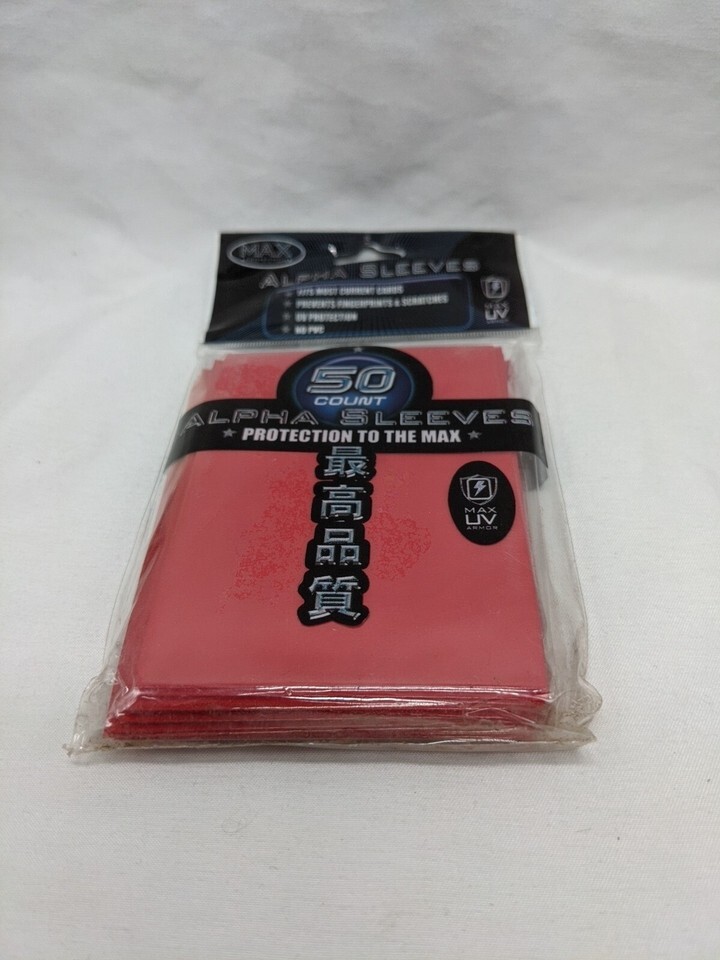 MAX
ALPHA SLEEVES
FITS MOST CURRENT CARDS
PREVENTS FINGERPRINTS & SCRATCHES
UV PROTECTION
NO PVC
MAX
UV
50
COUNT
ALPHA SLEEVES
PROTECTION TO THE MAX
最高品質
MAX
UV
ARMOR